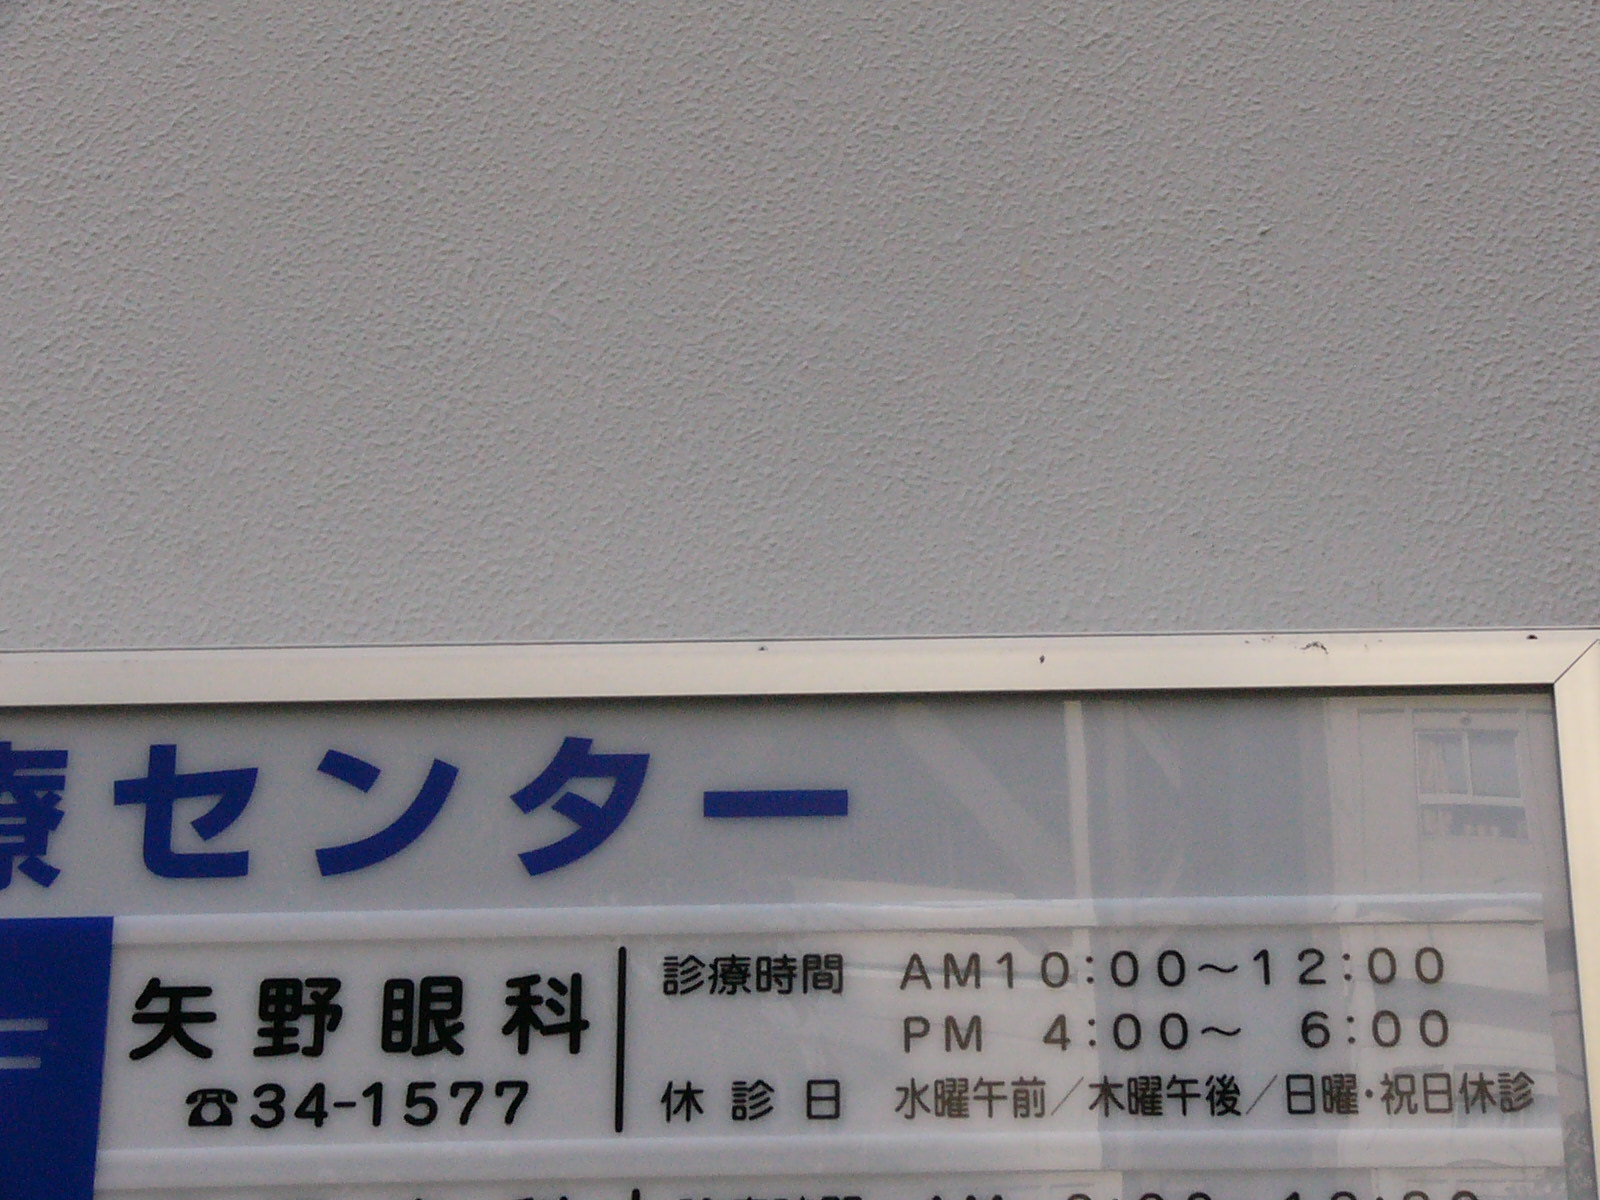 療センター
矢野眼科
☎34-1577
診療時間 AM10:00～12:00
PM 4:00～ 6:00
休診日 水曜午前／木曜午後／日曜・祝日休診